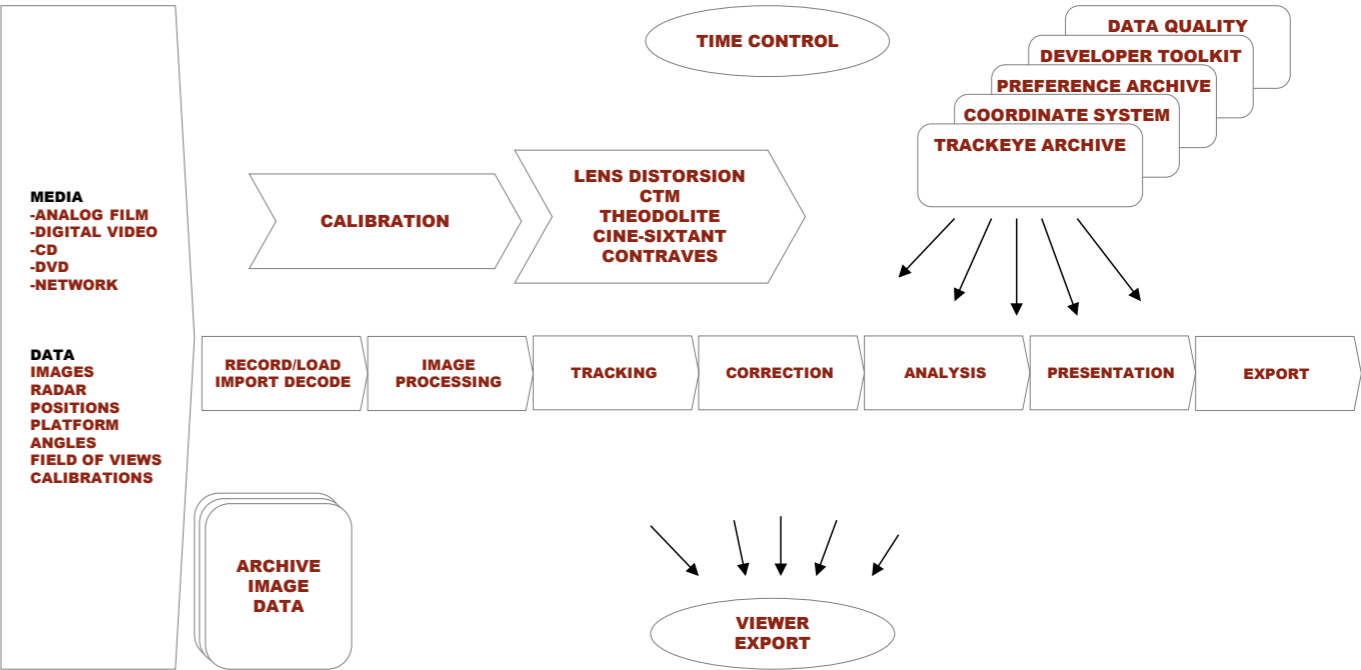 MEDIA
-ANALOG FILM
-DIGITAL VIDEO
-CD
-DVD
-NETWORK
DATA
IMAGES
RADAR
POSITIONS
PLATFORM
ANGLES
FIELD OF VIEWS
CALIBRATIONS
TIME CONTROL
DATA QUALITY
DEVELOPER TOOLKIT
PREFERENCE ARCHIVE
COORDINATE SYSTEM
TRACKEYE ARCHIVE
CALIBRATION
LENS DISTORSION
CTM
THEODOLITE
CINE-SIXTANT
CONTRAVES
RECORD/LOAD
IMPORT DECODE
IMAGE
PROCESSING
TRACKING
CORRECTION
ANALYSIS
PRESENTATION
EXPORT
ARCHIVE
IMAGE
DATA
VIEWER
EXPORT